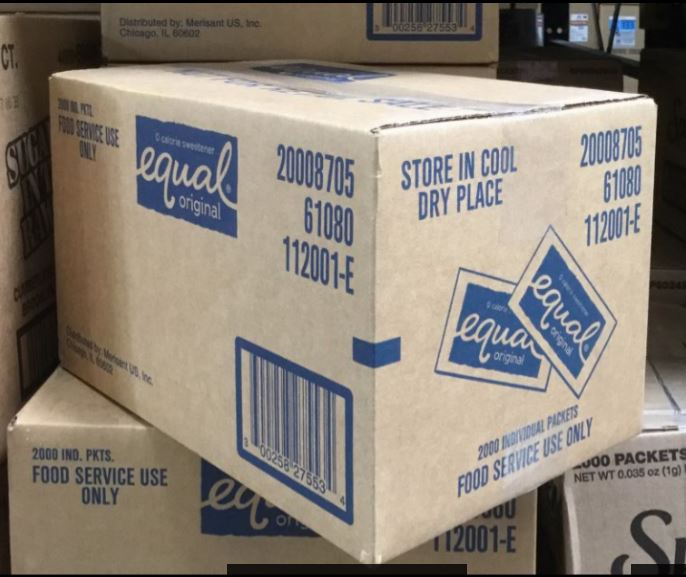 Distributed by: Merisant US, Inc.
Chicago, IL 60602
00258 27553
2000 IND. PKTS.
FOOD SERVICE USE
ONLY
0 calorie sweetener
equal
original
20008705
61080
112001-E
STORE IN COOL
DRY PLACE
20008705
61080
112001-E
0 calorie
equal
original
equal
original
2000 INDIVIDUAL PACKETS
FOOD SERVICE USE ONLY
Distributed by: Merisant US, Inc.
Chicago, IL 60602
3 00258 27553 4
2000 IND. PKTS.
FOOD SERVICE USE
ONLY
112001-E
PACKETS
NET WT 0.035 oz (1g)